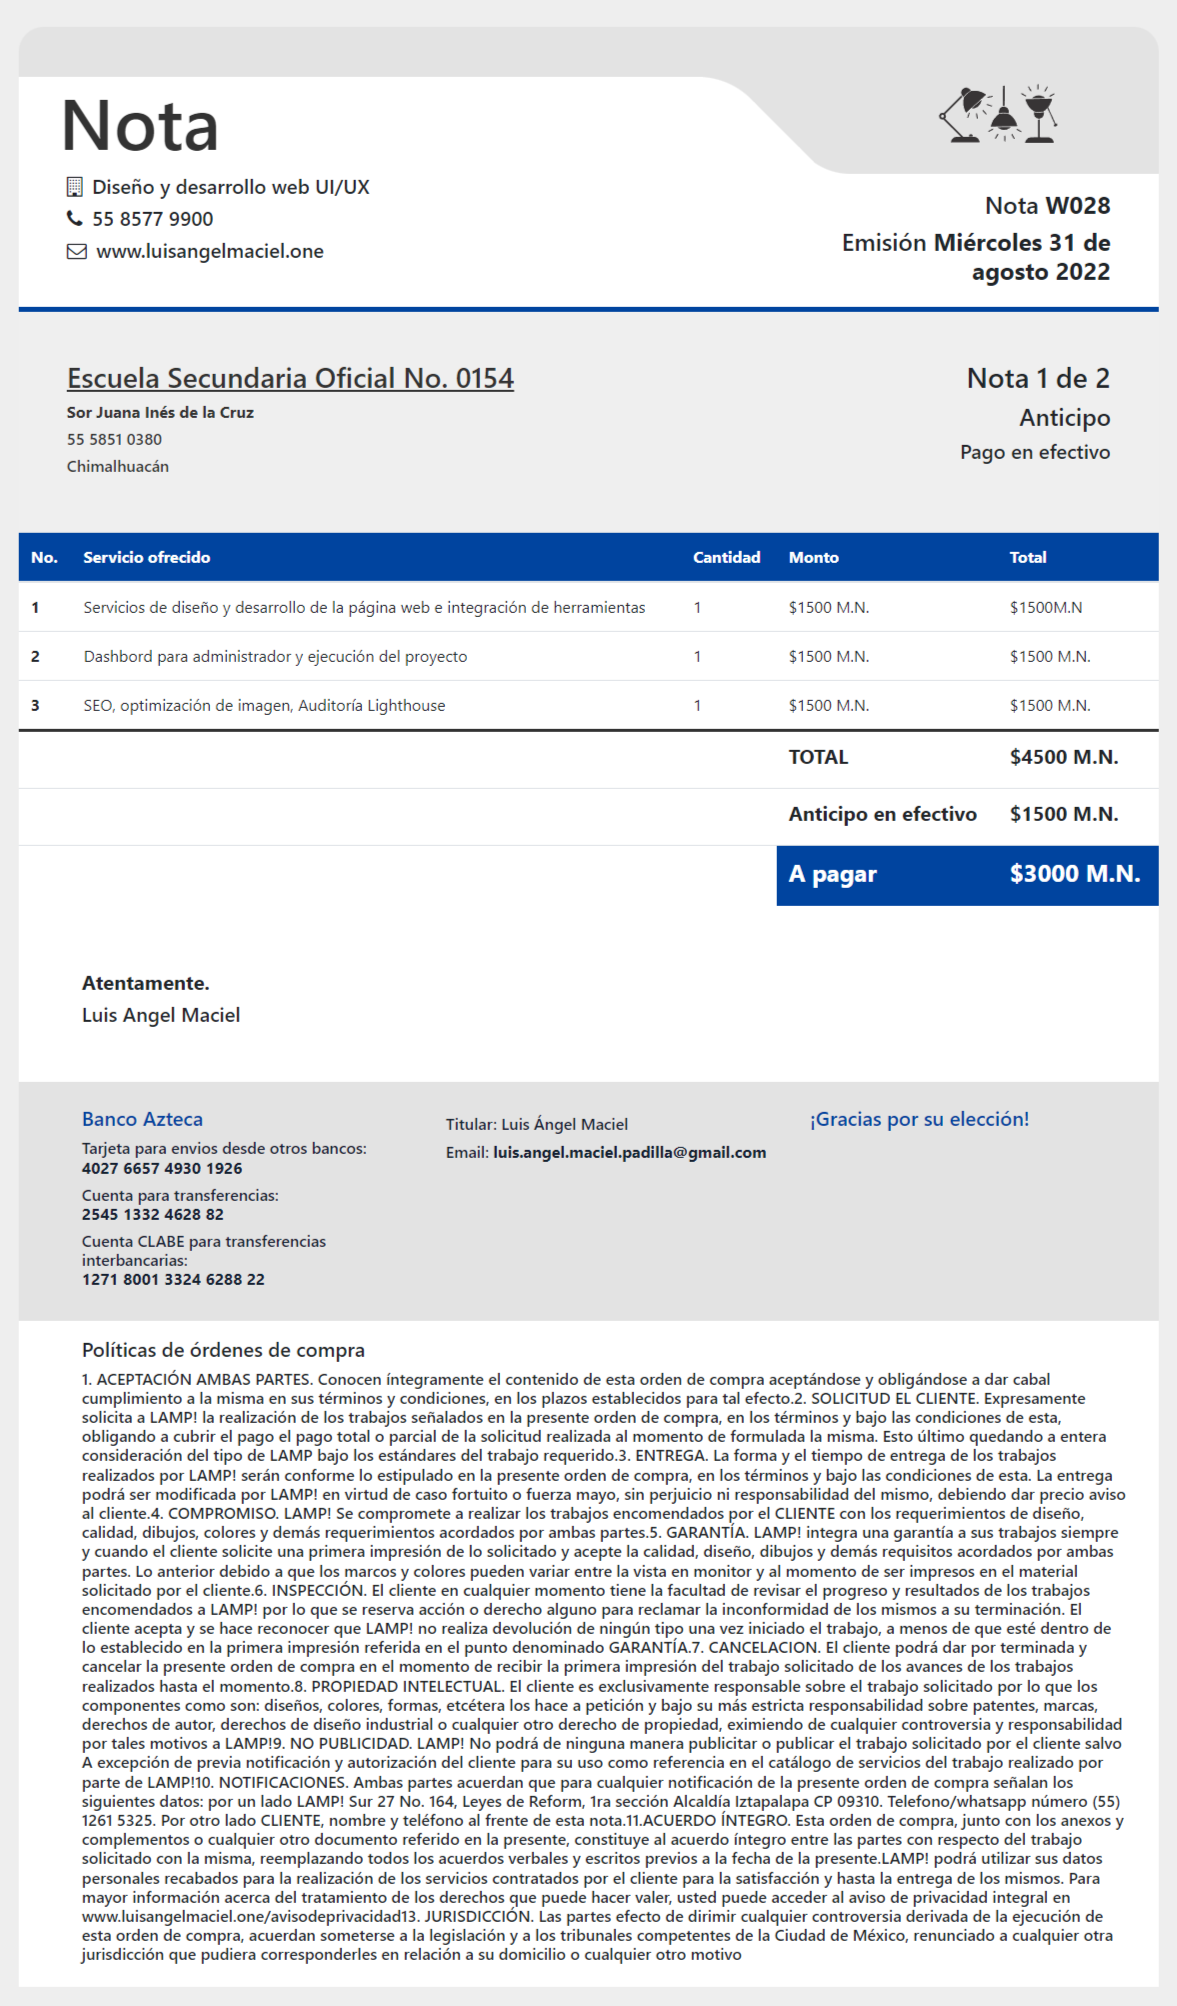 Nota
Diseño y desarrollo web UI/UX
55 8577 9900
www.luisangelmaciel.one
Nota W028
Emisión Miércoles 31 de
agosto 2022
Escuela Secundaria Oficial No. 0154
Sor Juana Inés de la Cruz
55 5851 0380
Chimalhuacán
Nota 1 de 2
Anticipo
Pago en efectivo
No. Servicio ofrecido Cantidad Monto Total
1 Servicios de diseño y desarrollo de la página web e integración de herramientas 1 $1500 M.N. $1500M.N
2 Dashbord para administrador y ejecución del proyecto 1 $1500 M.N. $1500 M.N.
3 SEO, optimización de imagen, Auditoría Lighthouse 1 $1500 M.N. $1500 M.N.
TOTAL $4500 M.N.
Anticipo en efectivo $1500 M.N.
A pagar $3000 M.N.
Atentamente.
Luis Angel Maciel
Banco Azteca
Tarjeta para envios desde otros bancos:
4027 6657 4930 1926
Cuenta para transferencias:
2545 1332 4628 82
Cuenta CLABE para transferencias
interbancarias:
1271 8001 3324 6288 22
Titular: Luis Ángel Maciel
Email: luis.angel.maciel.padilla@gmail.com
¡Gracias por su elección!
Políticas de órdenes de compra
1. ACEPTACIÓN AMBAS PARTES. Conocen íntegramente el contenido de esta orden de compra aceptándose y obligándose a dar cabal
cumplimiento a la misma en sus términos y condiciones, en los plazos establecidos para tal efecto.2. SOLICITUD EL CLIENTE. Expresamente
solicita a LAMP! la realización de los trabajos señalados en la presente orden de compra, en los términos y bajo las condiciones de esta,
obligando a cubrir el pago el pago total o parcial de la solicitud realizada al momento de formulada la misma. Esto último quedando a entera
consideración del tipo de LAMP bajo los estándares del trabajo requerido.3. ENTREGA. La forma y el tiempo de entrega de los trabajos
realizados por LAMP! serán conforme lo estipulado en la presente orden de compra, en los términos y bajo las condiciones de esta. La entrega
podrá ser modificada por LAMP! en virtud de caso fortuito o fuerza mayo, sin perjuicio ni responsabilidad del mismo, debiendo dar precio aviso
al cliente.4. COMPROMISO. LAMP! Se compromete a realizar los trabajos encomendados por el CLIENTE con los requerimientos de diseño,
calidad, dibujos, colores y demás requerimientos acordados por ambas partes.5. GARANTÍA. LAMP! integra una garantía a sus trabajos siempre
y cuando el cliente solicite una primera impresión de lo solicitado y acepte la calidad, diseño, dibujos y demás requisitos acordados por ambas
partes. Lo anterior debido a que los marcos y colores pueden variar entre la vista en monitor y al momento de ser impresos en el material
solicitado por el cliente.6. INSPECCIÓN. El cliente en cualquier momento tiene la facultad de revisar el progreso y resultados de los trabajos
encomendados a LAMP! por lo que se reserva acción o derecho alguno para reclamar la inconformidad de los mismos a su terminación. El
cliente acepta y se hace reconocer que LAMP! no realiza devolución de ningún tipo una vez iniciado el trabajo, a menos de que esté dentro de
lo establecido en la primera impresión referida en el punto denominado GARANTÍA.7. CANCELACION. El cliente podrá dar por terminada y
cancelar la presente orden de compra en el momento de recibir la primera impresión del trabajo solicitado de los avances de los trabajos
realizados hasta el momento.8. PROPIEDAD INTELECTUAL. El cliente es exclusivamente responsable sobre el trabajo solicitado por lo que los
componentes como son: diseños, colores, formas, etcétera los hace a petición y bajo su más estricta responsabilidad sobre patentes, marcas,
derechos de autor, derechos de diseño industrial o cualquier otro derecho de propiedad, eximiendo de cualquier controversia y responsabilidad
por tales motivos a LAMP!9. NO PUBLICIDAD. LAMP! No podrá de ninguna manera publicitar o publicar el trabajo solicitado por el cliente salvo
A excepción de previa notificación y autorización del cliente para su uso como referencia en el catálogo de servicios del trabajo realizado por
parte de LAMP!10. NOTIFICACIONES. Ambas partes acuerdan que para cualquier notificación de la presente orden de compra señalan los
siguientes datos: por un lado LAMP! Sur 27 No. 164, Leyes de Reform, 1ra sección Alcaldía Iztapalapa CP 09310. Telefono/whatsapp número (55)
1261 5325. Por otro lado CLIENTE, nombre y teléfono al frente de esta nota.11.ACUERDO ÍNTEGRO. Esta orden de compra, junto con los anexos y
complementos o cualquier otro documento referido en la presente, constituye al acuerdo íntegro entre las partes con respecto del trabajo
solicitado con la misma, reemplazando todos los acuerdos verbales y escritos previos a la fecha de la presente.LAMP! podrá utilizar sus datos
personales recabados para la realización de los servicios contratados por el cliente para la satisfacción y hasta la entrega de los mismos. Para
mayor información acerca del tratamiento de los derechos que puede hacer valer, usted puede acceder al aviso de privacidad integral en
www.luisangelmaciel.one/avisodeprivacidad13. JURISDICCIÓN. Las partes efecto de dirimir cualquier controversia derivada de la ejecución de
esta orden de compra, acuerdan someterse a la legislación y a los tribunales competentes de la Ciudad de México, renunciado a cualquier otra
jurisdicción que pudiera corresponderles en relación a su domicilio o cualquier otro motivo